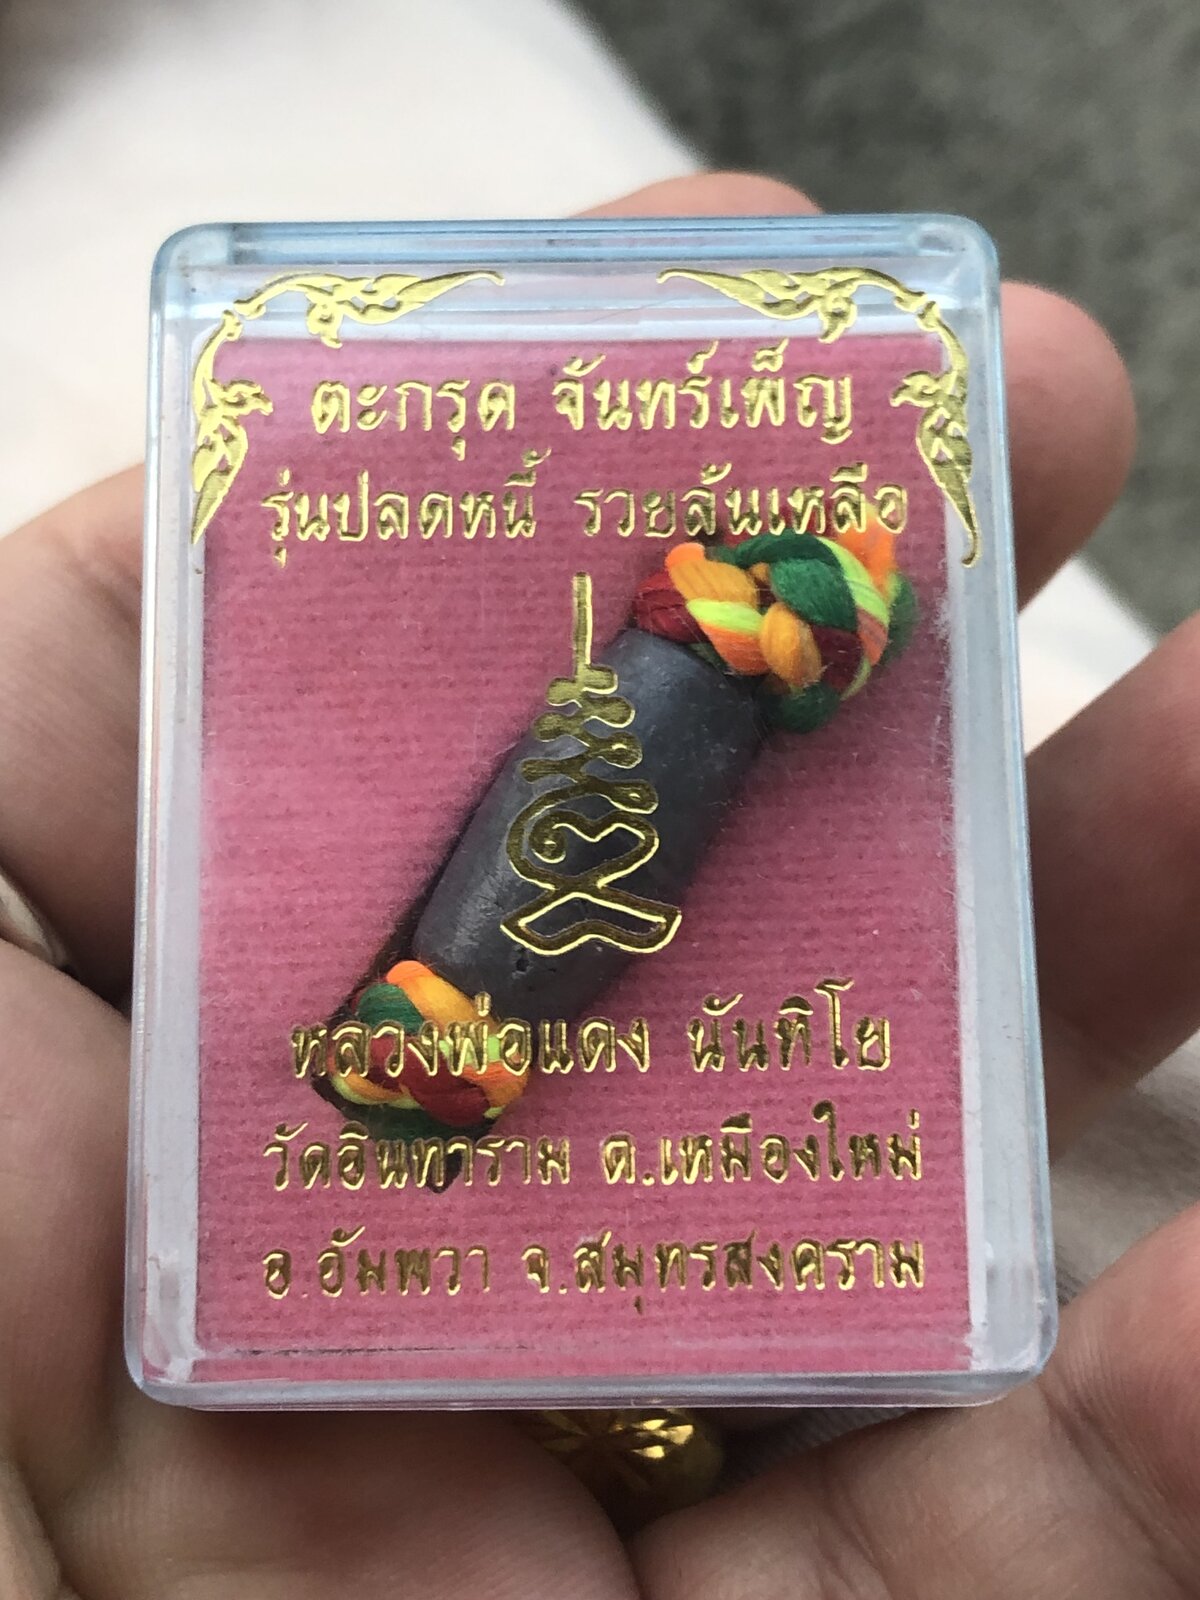 ตะกรุด จันทร์เพ็ญ
รุ่นปลดหนี้ รวยล้นเหลือ
หลวงพ่อแดง นันทิโย
วัดอินทาราม ต.เหมืองใหม่
อ.อัมพวา จ.สมุทรสงคราม